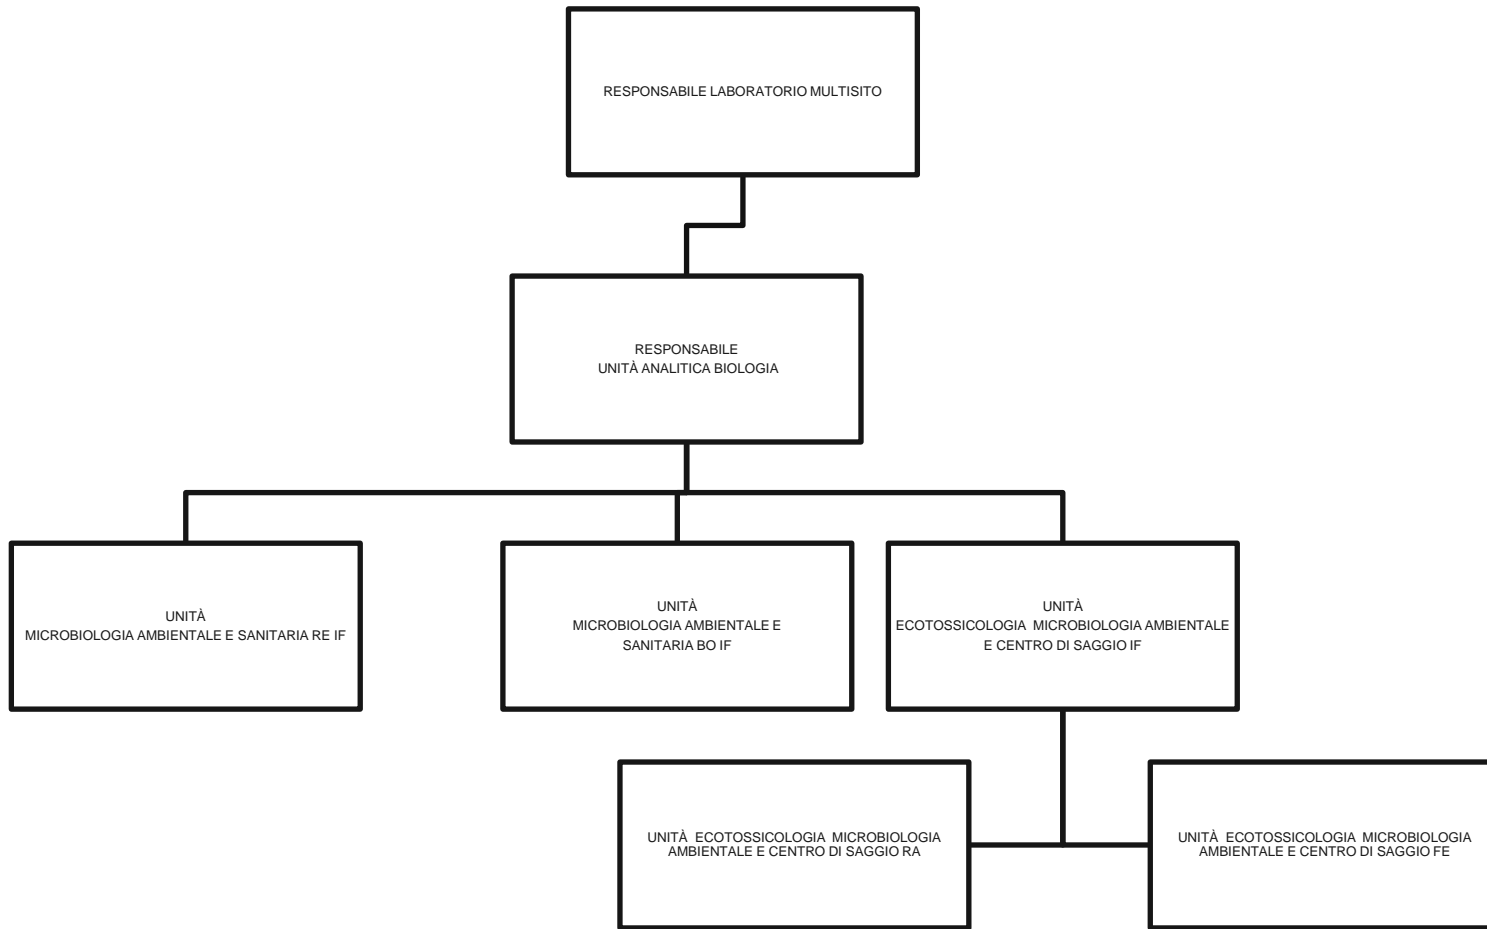 RESPONSABILE LABORATORIO MULTISITO
RESPONSABILE
UNITÀ ANALITICA BIOLOGIA
UNITÀ
MICROBIOLOGIA AMBIENTALE E SANITARIA RE IF
UNITÀ
MICROBIOLOGIA AMBIENTALE E
SANITARIA BO IF
UNITÀ
ECOTOSSICOLOGIA MICROBIOLOGIA AMBIENTALE
E CENTRO DI SAGGIO IF
UNITÀ ECOTOSSICOLOGIA MICROBIOLOGIA
AMBIENTALE E CENTRO DI SAGGIO RA
UNITÀ ECOTOSSICOLOGIA MICROBIOLOGIA
AMBIENTALE E CENTRO DI SAGGIO FE